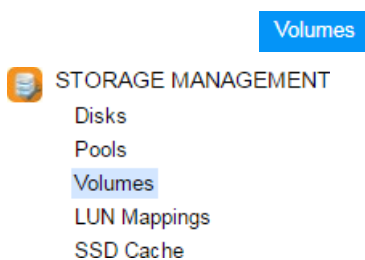 Volumes
STORAGE MANAGEMENT
Disks
Pools
Volumes
LUN Mappings
SSD Cache